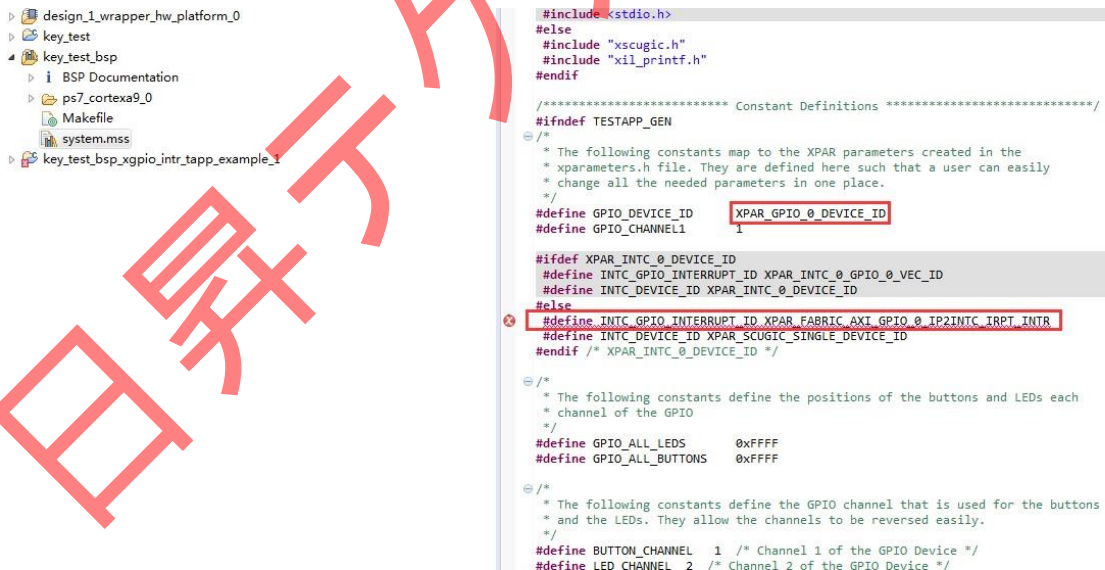 design_1_wrapper_hw_platform_0
key_test
key_test_bsp
BSP Documentation
ps7_cortexa9_0
Makefile
system.mss
key_test_bsp_xgpio_intr_tapp_example_1
#include <stdio.h>
#else
#include "xscugic.h"
#include "xil_printf.h"
#endif
/************************** Constant Definitions *****************************/
#ifndef TESTAPP_GEN
/*
* The following constants map to the XPAR parameters created in the
* xparameters.h file. They are defined here such that a user can easily
* change all the needed parameters in one place.
*/
#define GPIO_DEVICE_ID XPAR_GPIO_0_DEVICE_ID
#define GPIO_CHANNEL1 1
#ifdef XPAR_INTC_0_DEVICE_ID
#define INTC_GPIO_INTERRUPT_ID XPAR_INTC_0_GPIO_0_VEC_ID
#define INTC_DEVICE_ID XPAR_INTC_0_DEVICE_ID
#else
#define INTC_GPIO_INTERRUPT_ID XPAR_FABRIC_AXI_GPIO_0_IP2INTC_IRPT_INTR
#define INTC_DEVICE_ID XPAR_SCUGIC_SINGLE_DEVICE_ID
#endif /* XPAR_INTC_0_DEVICE_ID */
/*
* The following constants define the positions of the buttons and LEDs each
* channel of the GPIO
*/
#define GPIO_ALL_LEDS 0xFFFF
#define GPIO_ALL_BUTTONS 0xFFFF
/*
* The following constants define the GPIO channel that is used for the buttons
* and the LEDs. They allow the channels to be reversed easily.
*/
#define BUTTON_CHANNEL 1 /* Channel 1 of the GPIO Device */
#define LED_CHANNEL 2 /* Channel 2 of the GPIO Device */
日昇テク